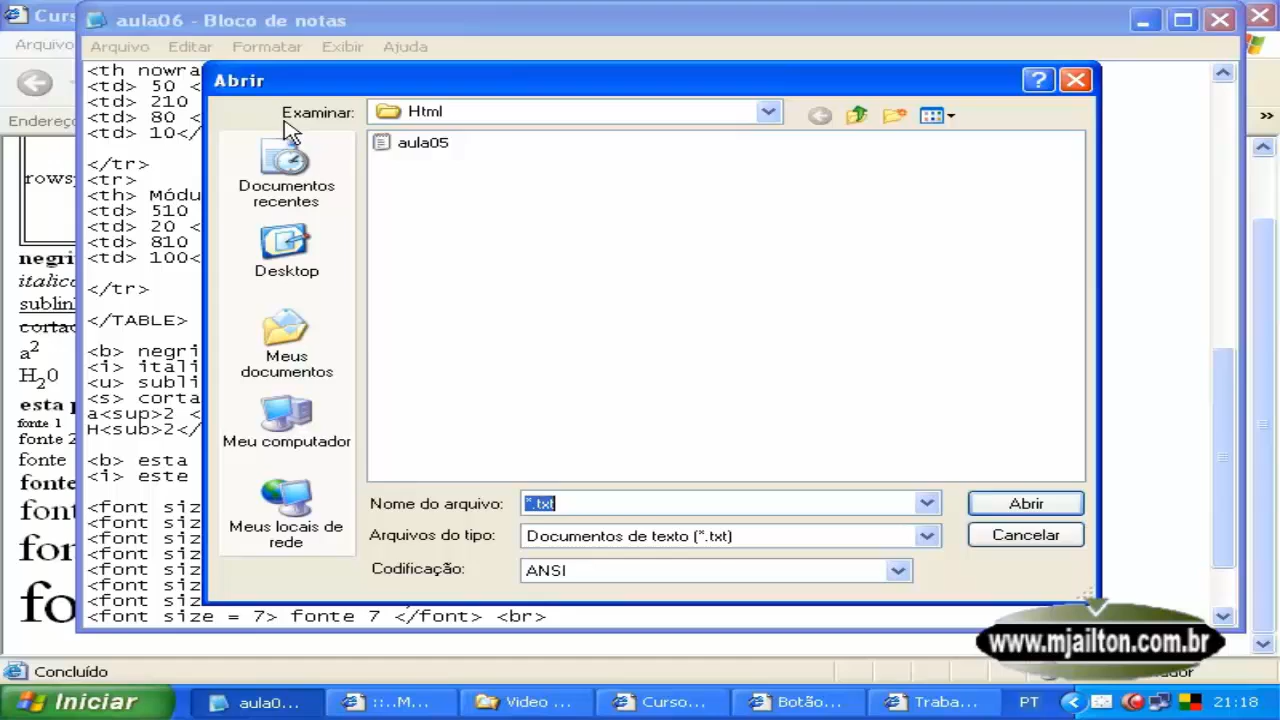 Curs
aula06 - Bloco de notas
Arquivo
Arquivo Editar Formatar Exibir Ajuda
Endereç
»
<th nowra
<td> 50 <
<td> 210
<td> 80 <
<td> 10</
</tr>
<tr>
<th> Módu
<td> 510
<td> 20 <
<td> 810
<td> 100<
</tr>
</TABLE>
<b> negri
<i> itali
<u> subli
<s> corta
a<sup>2 <
H<sub>2</
<b> esta
<i> este
<font siz
<font siz
<font siz
<font siz
<font siz
<font siz
<font siz
<font size = 7> fonte 7 </font> <br>
rowsp
negri
italico
sublin
cortac
a2
H20
esta p
fonte 1
fonte 2
fonte
fonte
font
fon
fo
Abrir
Examinar: Html
aula05
Documentos
recentes
Desktop
Meus
documentos
Meu computador
Meus locais de
rede
Nome do arquivo: *.txt Abrir
Arquivos do tipo: Documentos de texto (*.txt) Cancelar
Codificação: ANSI
www.mjailton.com.br
Concluído
Iniciar aula0... ::..M... Video ... Curso... Botão... Traba... PT 21:18